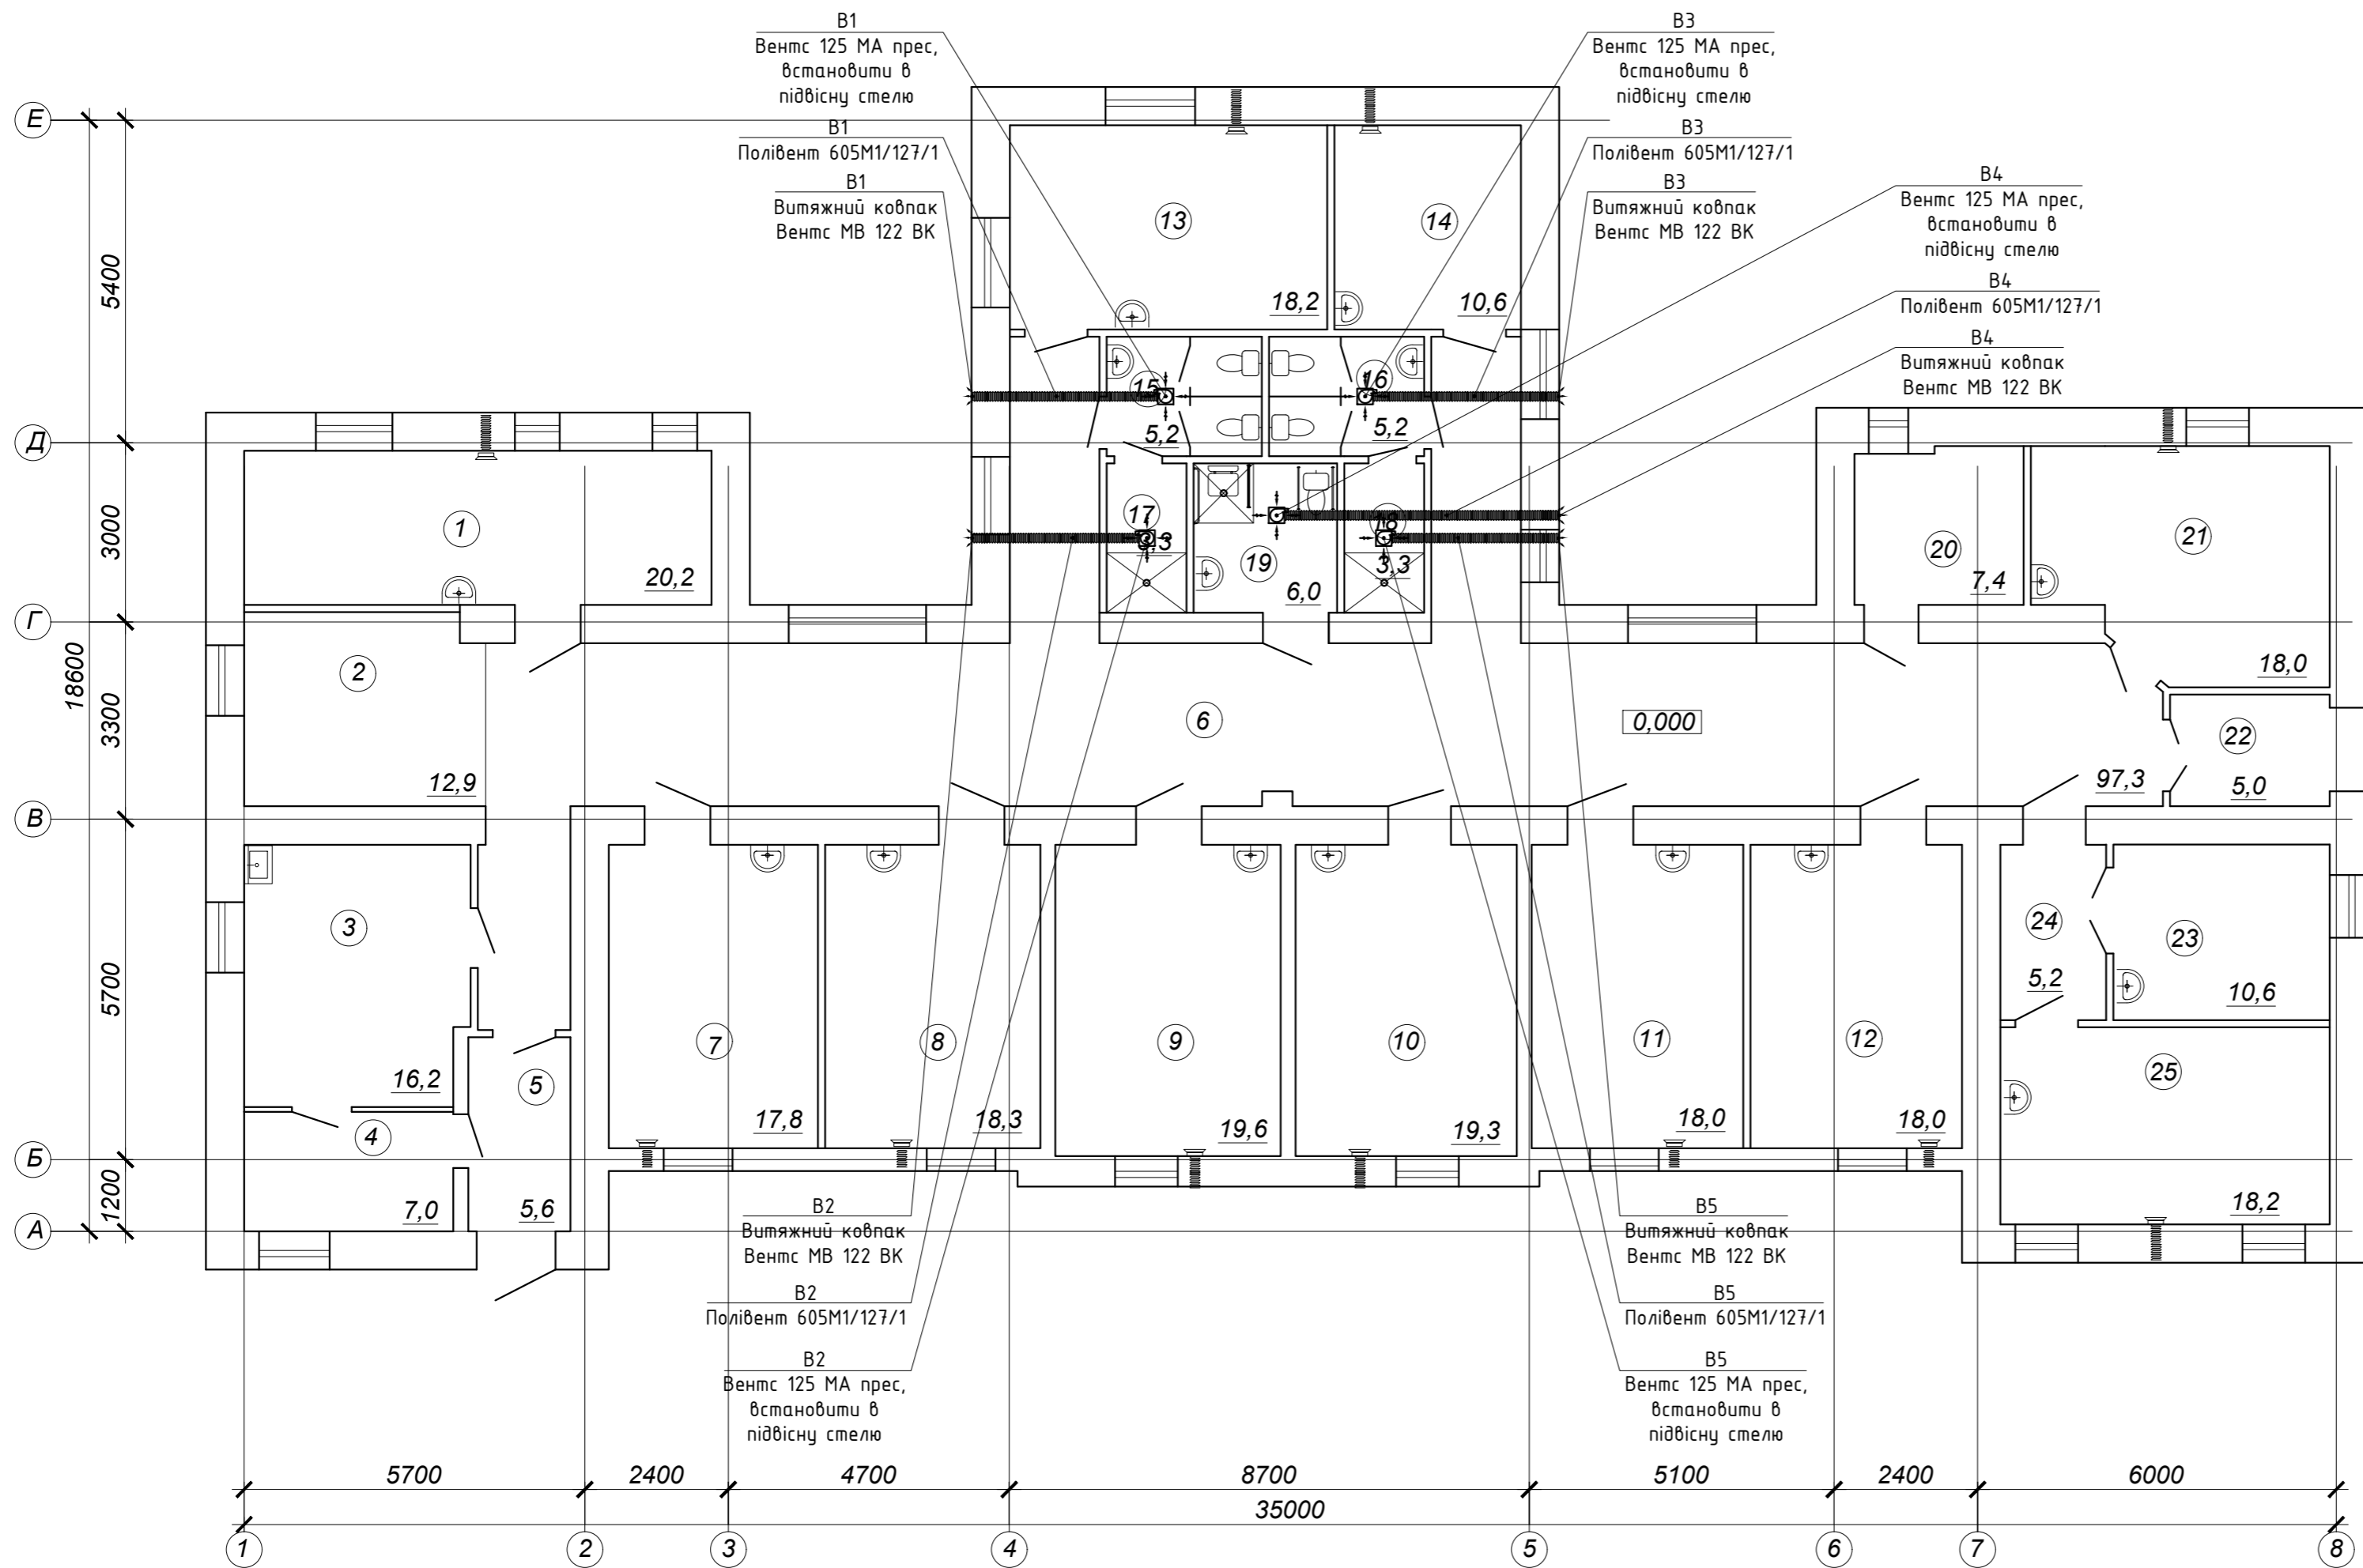 В1
Вентс 125 МА прес,
встановити в
підвісну стелю
В3
Вентс 125 МА прес,
встановити в
підвісну стелю
Е
В1
Полівент 605М1/127/1
В3
Полівент 605М1/127/1
В1
Витяжний ковпак
Вентс МВ 122 ВК
В3
Витяжний ковпак
Вентс МВ 122 ВК
В4
Вентс 125 МА прес,
встановити в
підвісну стелю
В4
Полівент 605М1/127/1
В4
Витяжний ковпак
Вентс МВ 122 ВК
13
14
18,2
10,6
5400
15
16
5,2
5,2
Д
3000
1
20,2
17
3,3
18
3,3
19
6,0
20
7,4
21
18,0
Г
18600
3300
2
12,9
6
0,000
22
97,3
5,0
В
5700
3
16,2
4
7,0
5
5,6
7
17,8
8
18,3
9
19,6
10
19,3
11
18,0
12
18,0
24
5,2
23
10,6
25
18,2
Б
1200
А
В2
Витяжний ковпак
Вентс МВ 122 ВК
В2
Полівент 605М1/127/1
В2
Вентс 125 МА прес,
встановити в
підвісну стелю
В5
Витяжний ковпак
Вентс МВ 122 ВК
В5
Полівент 605М1/127/1
В5
Вентс 125 МА прес,
встановити в
підвісну стелю
5700
2400
4700
8700
5100
2400
6000
35000
1
2
3
4
5
6
7
8